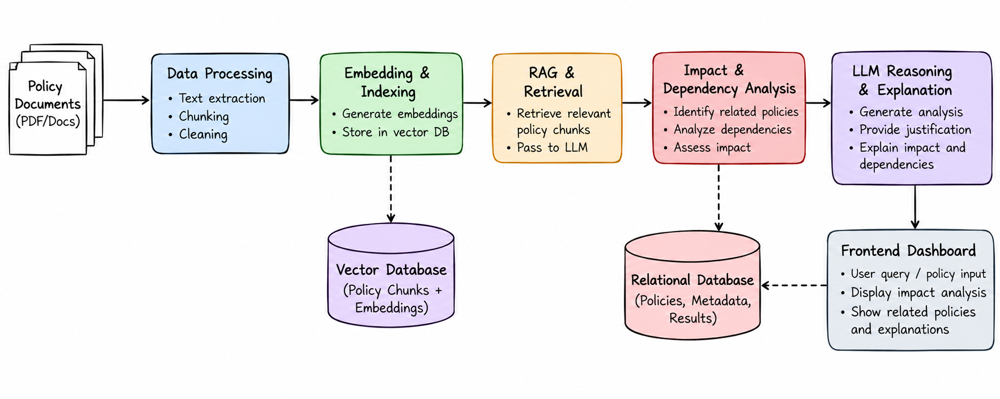 Policy
Documents
(PDF/Docs)
Data Processing
• Text extraction
• Chunking
• Cleaning
Embedding &
Indexing
• Generate embeddings
• Store in vector DB
RAG &
Retrieval
• Retrieve relevant
policy chunks
• Pass to LLM
Impact &
Dependency Analysis
• Identify related policies
• Analyze dependencies
• Assess impact
LLM Reasoning
& Explanation
• Generate analysis
• Provide justification
• Explain impact and
dependencies
Vector Database
(Policy Chunks +
Embeddings)
Relational Database
(Policies, Metadata,
Results)
Frontend Dashboard
• User query / policy input
• Display impact analysis
• Show related policies
and explanations